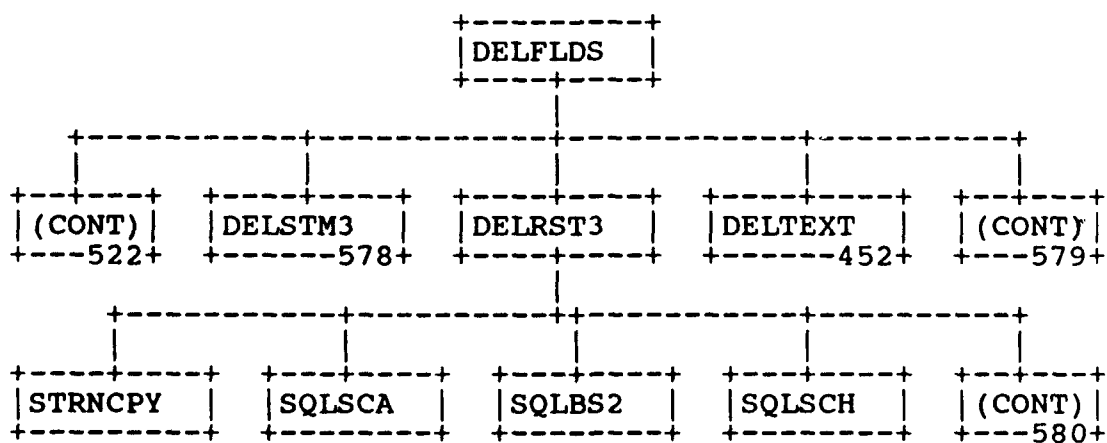 DELFLDS
(CONT) DELSTM3 DELRST3 DELTEXT (CONT)
522 578 452 579
STRNCPY SQLSCA SQLBS2 SQLSCH (CONT)
580